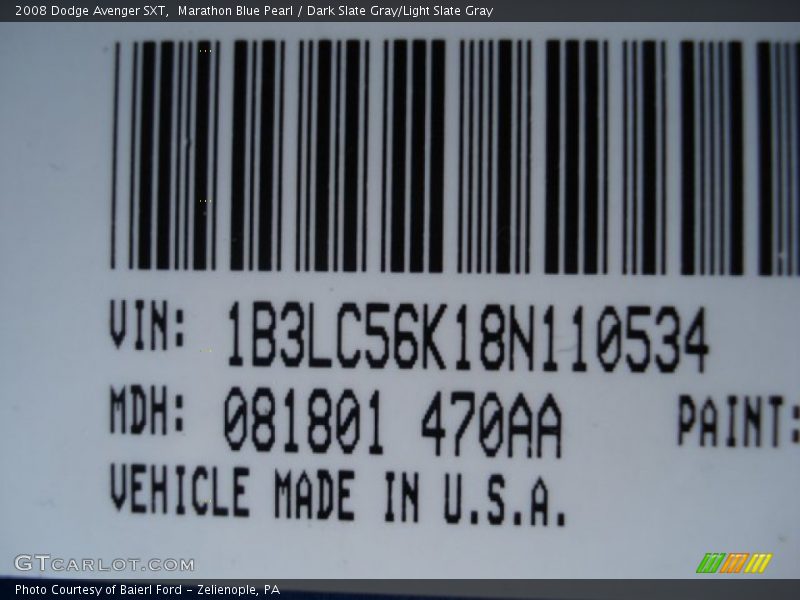 2008 Dodge Avenger SXT,  Marathon Blue Pearl / Dark Slate Gray/Light Slate Gray
VIN: 1B3LC56K18N110534
MDH: 081801 470AA PAINT:
VEHICLE MADE IN U.S.A.
GTCARLOT.COM
Photo Courtesy of Baierl Ford - Zelienople, PA